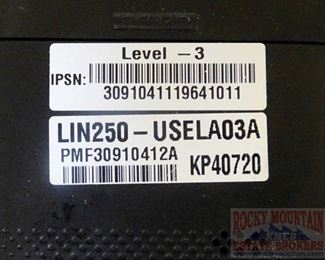 Level -3
IPSN:
3091041119641011
LIN250-USELA03A
PMF30910412A
KP40720
ROCKY MOUNTAIN
ESTATE BROKERS